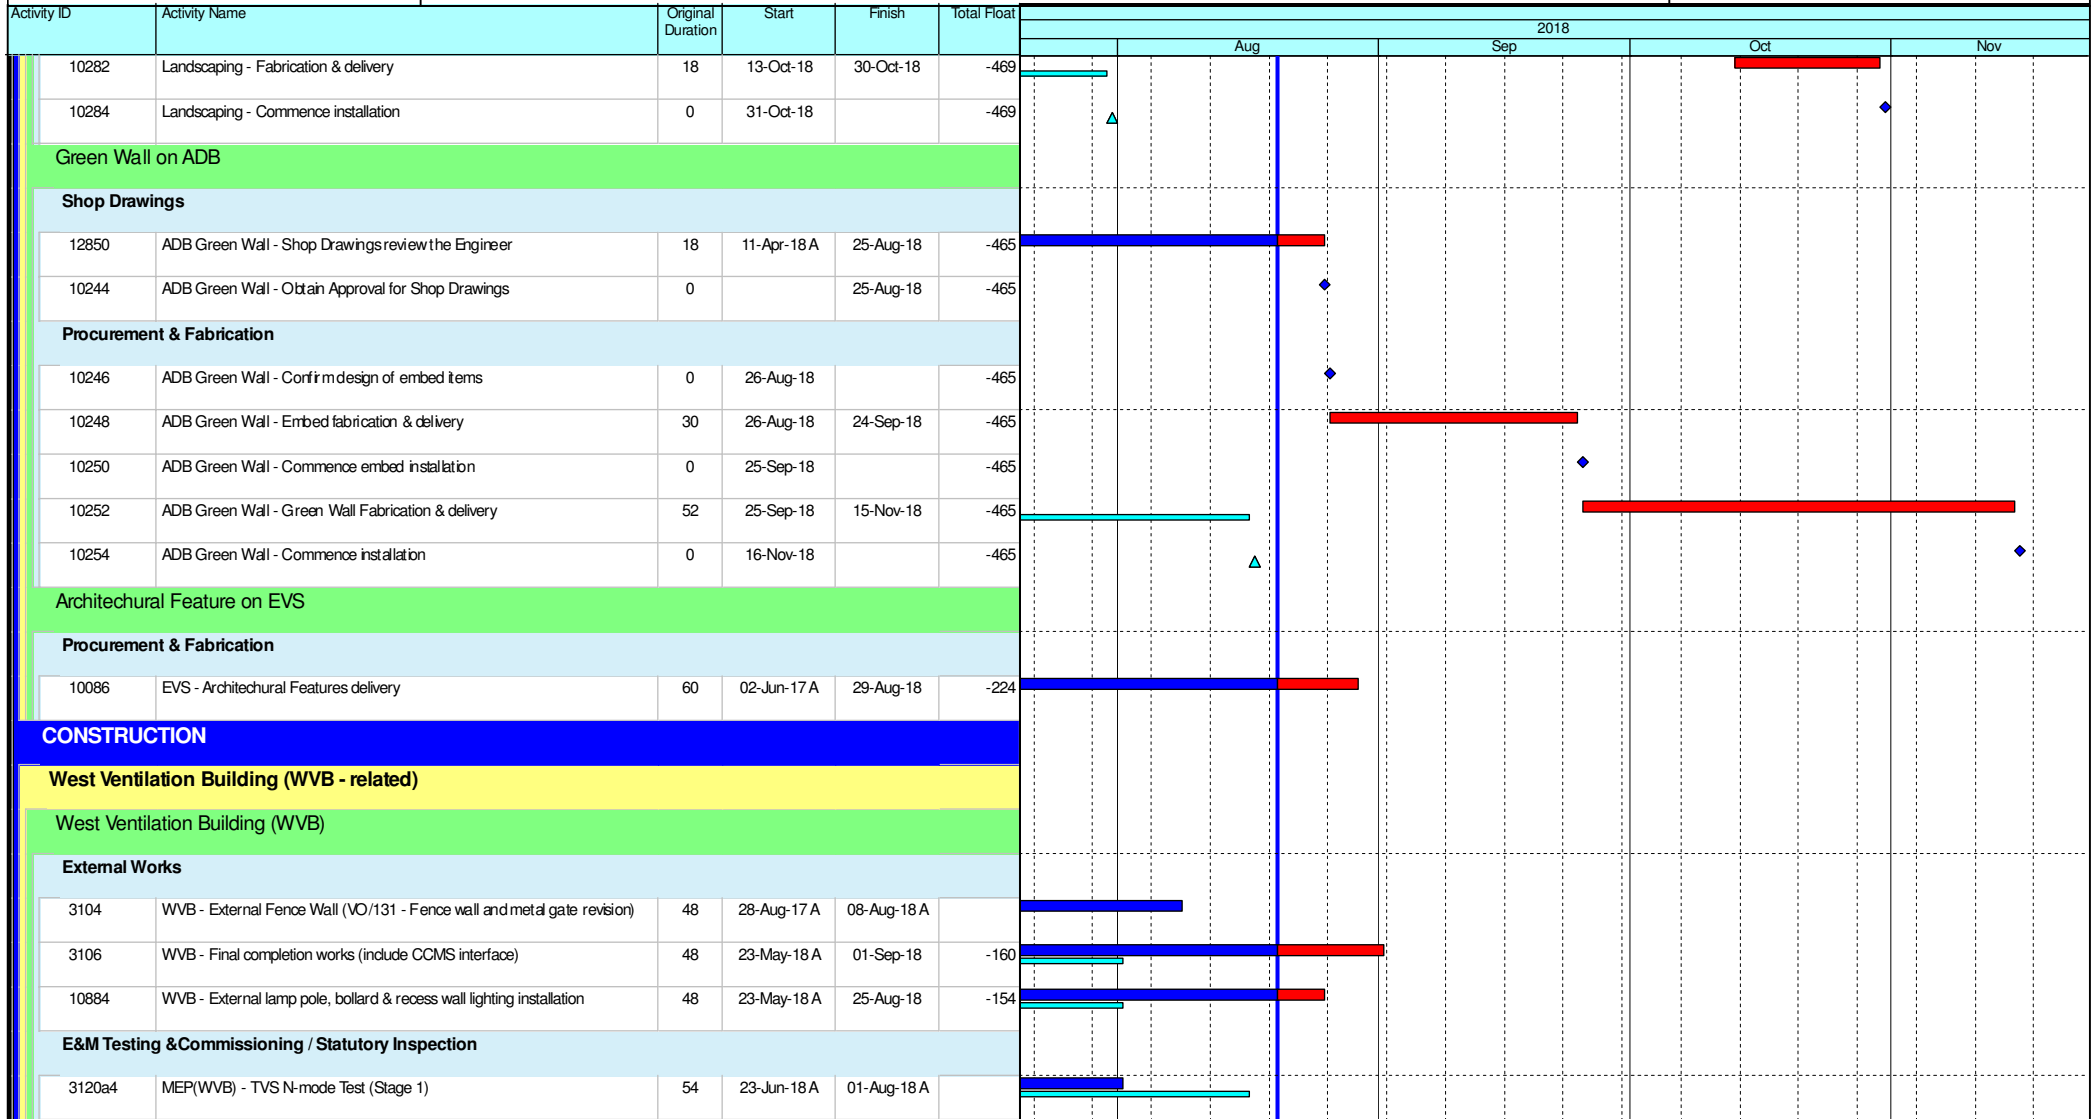 Activity ID Activity Name Original Duration Start Finish Total Float
2018
Aug Sep Oct Nov
10282 Landscaping - Fabrication & delivery 18 13-Oct-18 30-Oct-18 -469
10284 Landscaping - Commence installation 0 31-Oct-18 -469
Green Wall on ADB
Shop Drawings
12850 ADB Green Wall - Shop Drawings review the Engineer 18 11-Apr-18 A 25-Aug-18 -465
10244 ADB Green Wall - Obtain Approval for Shop Drawings 0 25-Aug-18 -465
Procurement & Fabrication
10246 ADB Green Wall - Confirm design of embed items 0 26-Aug-18 -465
10248 ADB Green Wall - Embed fabrication & delivery 30 26-Aug-18 24-Sep-18 -465
10250 ADB Green Wall - Commence embed installation 0 25-Sep-18 -465
10252 ADB Green Wall - Green Wall Fabrication & delivery 52 25-Sep-18 15-Nov-18 -465
10254 ADB Green Wall - Commence installation 0 16-Nov-18 -465
Architechural Feature on EVS
Procurement & Fabrication
10086 EVS - Architechural Features delivery 60 02-Jun-17 A 29-Aug-18 -224
CONSTRUCTION
West Ventilation Building (WVB - related)
West Ventilation Building (WVB)
External Works
3104 WVB - External Fence Wall (VO/131 - Fence wall and metal gate revision) 48 28-Aug-17 A 08-Aug-18 A
3106 WVB - Final completion works (include CCMS interface) 48 23-May-18 A 01-Sep-18 -160
10884 WVB - External lamp pole, bollard & recess wall lighting installation 48 23-May-18 A 25-Aug-18 -154
E&M Testing & Commissioning / Statutory Inspection
3120a4 MEP(WVB) - TVS N-mode Test (Stage 1) 54 23-Jun-18 A 01-Aug-18 A